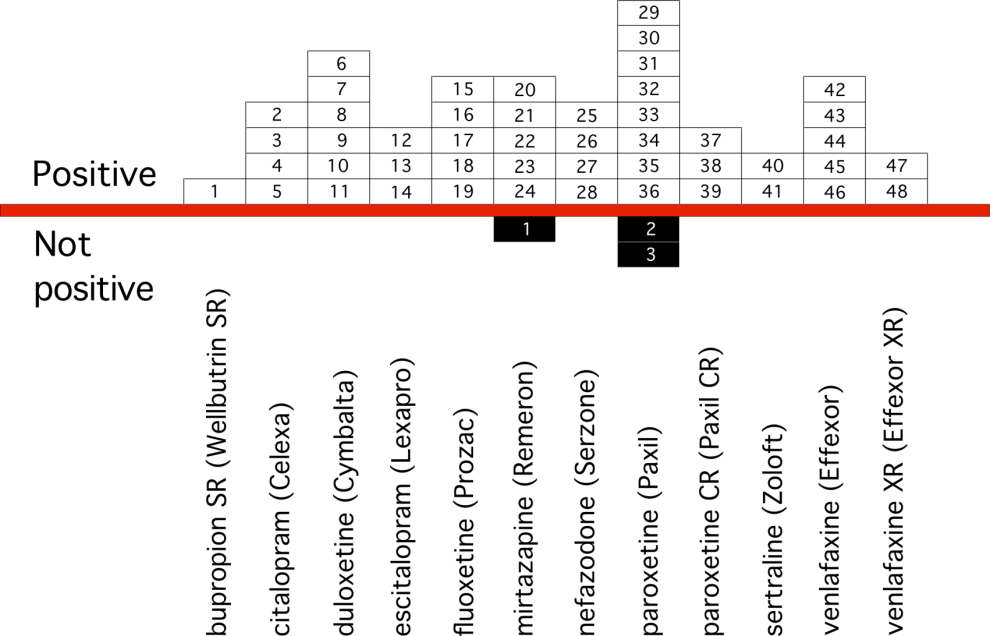 29
30
6 31
7 15 20 32 42
2 8 16 21 25 33 43
3 9 12 17 22 26 34 37 44
Positive 4 10 13 18 23 27 35 38 40 45 47
1 5 11 14 19 24 28 36 39 41 46 48
Not 1 2
3
positive
bupropion SR (Wellbutrin SR)
citalopram (Celexa)
duloxetine (Cymbalta)
escitalopram (Lexapro)
fluoxetine (Prozac)
mirtazapine (Remeron)
nefazodone (Serzone)
paroxetine (Paxil)
paroxetine CR (Paxil CR)
sertraline (Zoloft)
venlafaxine (Effexor)
venlafaxine XR (Effexor XR)